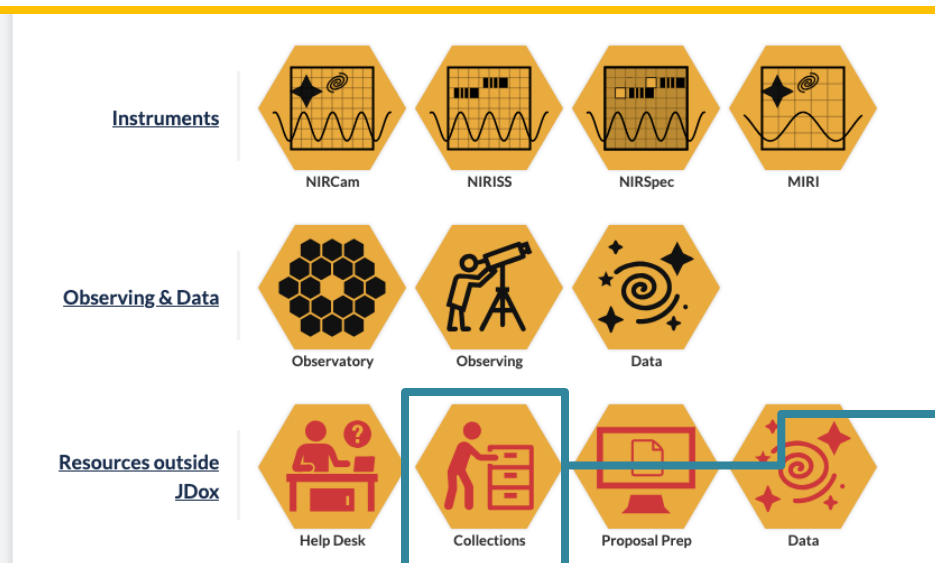 Instruments
NIRCam
NIRISS
NIRSpec
MIRI
Observing & Data
Observatory
Observing
Data
Resources outside
JDox
?
Help Desk
Collections
Proposal Prep
Data